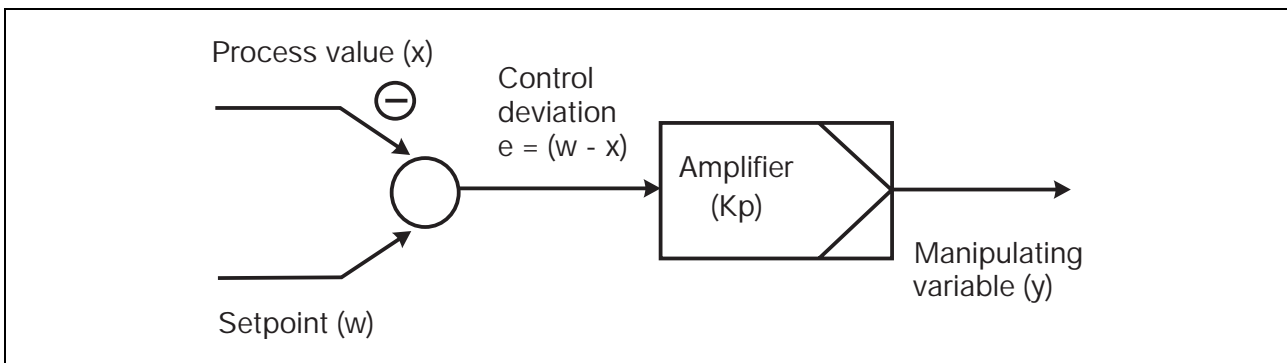 Process value (x)
−
Control
deviation
e = (w - x)
Amplifier
(Kp)
Manipulating
variable (y)
Setpoint (w)